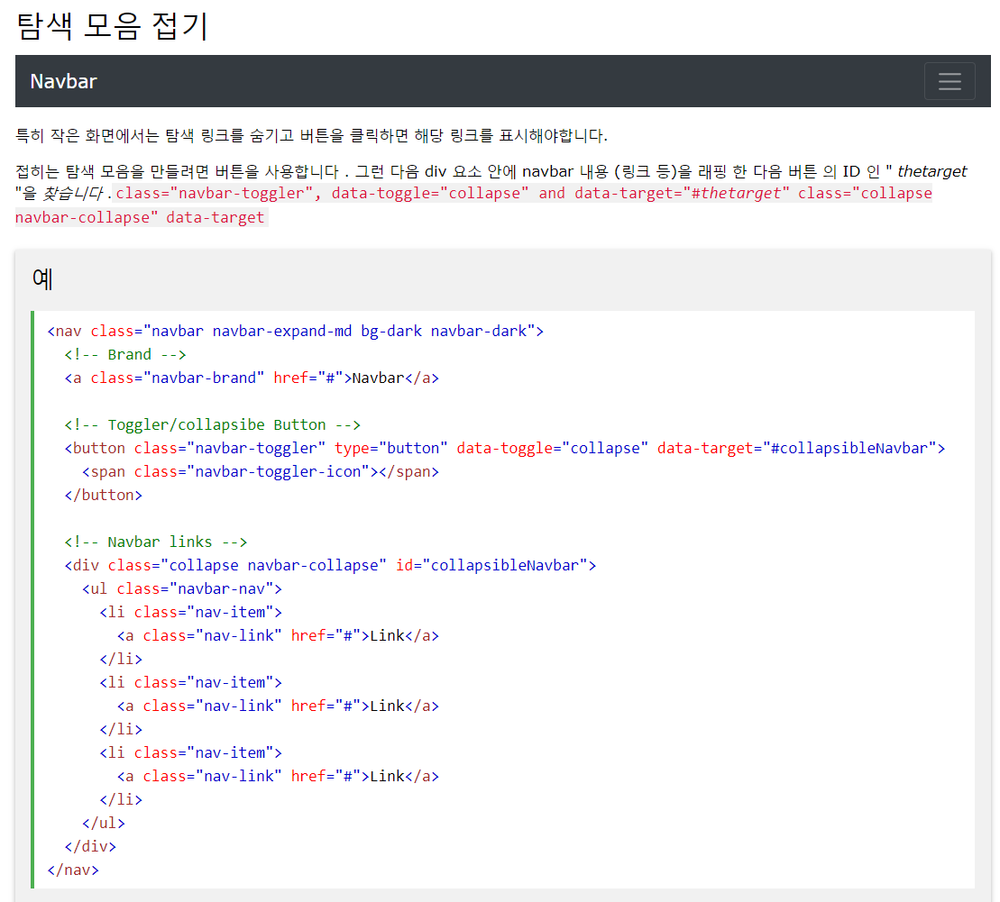 탐색 모음 접기
Navbar
특히 작은 화면에서는 탐색 링크를 숨기고 버튼을 클릭하면 해당 링크를 표시해야합니다.
접히는 탐색 모음을 만들려면 버튼을 사용합니다 . 그런 다음 div 요소 안에 navbar 내용 (링크 등)을 래핑 한 다음 버튼 의 ID 인 " thetarget
"을 찾습니다 . class="navbar-toggler", data-toggle="collapse" and data-target="#thetarget" class="collapse
navbar-collapse" data-target
예
<nav class="navbar navbar-expand-md bg-dark navbar-dark">
  <!-- Brand -->
  <a class="navbar-brand" href="#">Navbar</a>

  <!-- Toggler/collapsibe Button -->
  <button class="navbar-toggler" type="button" data-toggle="collapse" data-target="#collapsibleNavbar">
    <span class="navbar-toggler-icon"></span>
  </button>

  <!-- Navbar links -->
  <div class="collapse navbar-collapse" id="collapsibleNavbar">
    <ul class="navbar-nav">
      <li class="nav-item">
        <a class="nav-link" href="#">Link</a>
      </li>
      <li class="nav-item">
        <a class="nav-link" href="#">Link</a>
      </li>
      <li class="nav-item">
        <a class="nav-link" href="#">Link</a>
      </li>
    </ul>
  </div>
</nav>